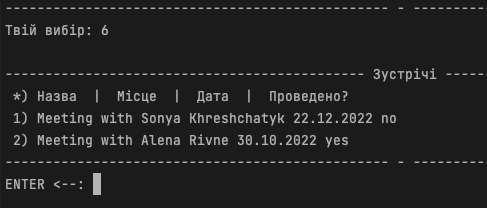 ------------------------------------------------ - ----------
Твій вибір: 6
--------------------------------------------- Зустрічі ------
*) Назва | Місце | Дата | Проведено?
1) Meeting with Sonya Khreshchatyk 22.12.2022 no
2) Meeting with Alena Rivne 30.10.2022 yes
------------------------------------------------ - ----------
ENTER <--: